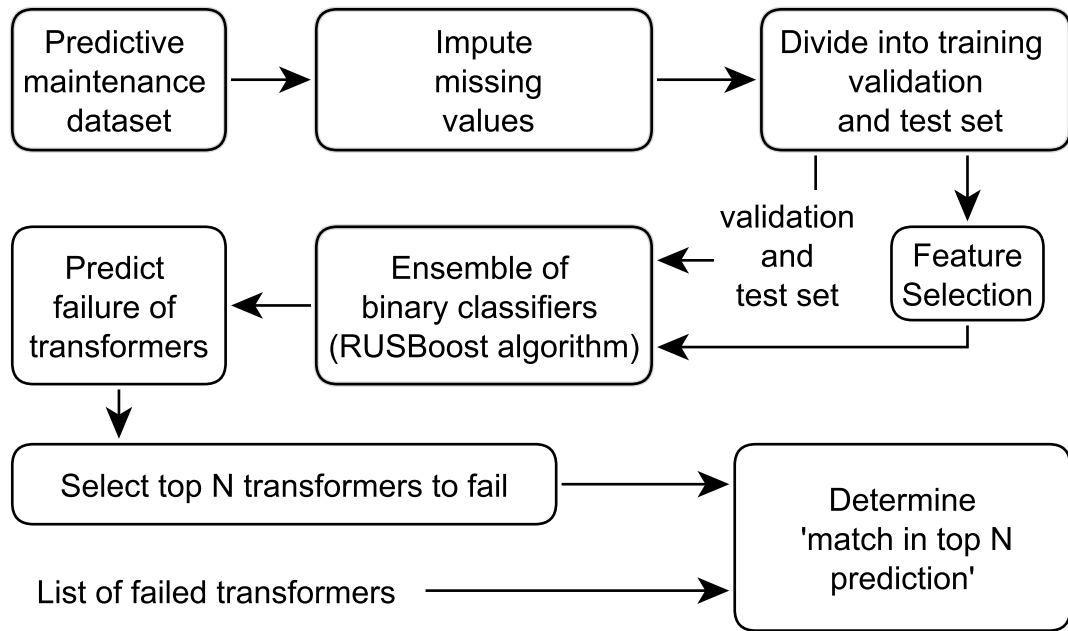 Predictive
maintenance
dataset
Impute
missing
values
Divide into training
validation
and test set
validation
and
test set
Feature
Selection
Ensemble of
binary classifiers
(RUSBoost algorithm)
Predict
failure of
transformers
Select top N transformers to fail
List of failed transformers
Determine
'match in top N
prediction'